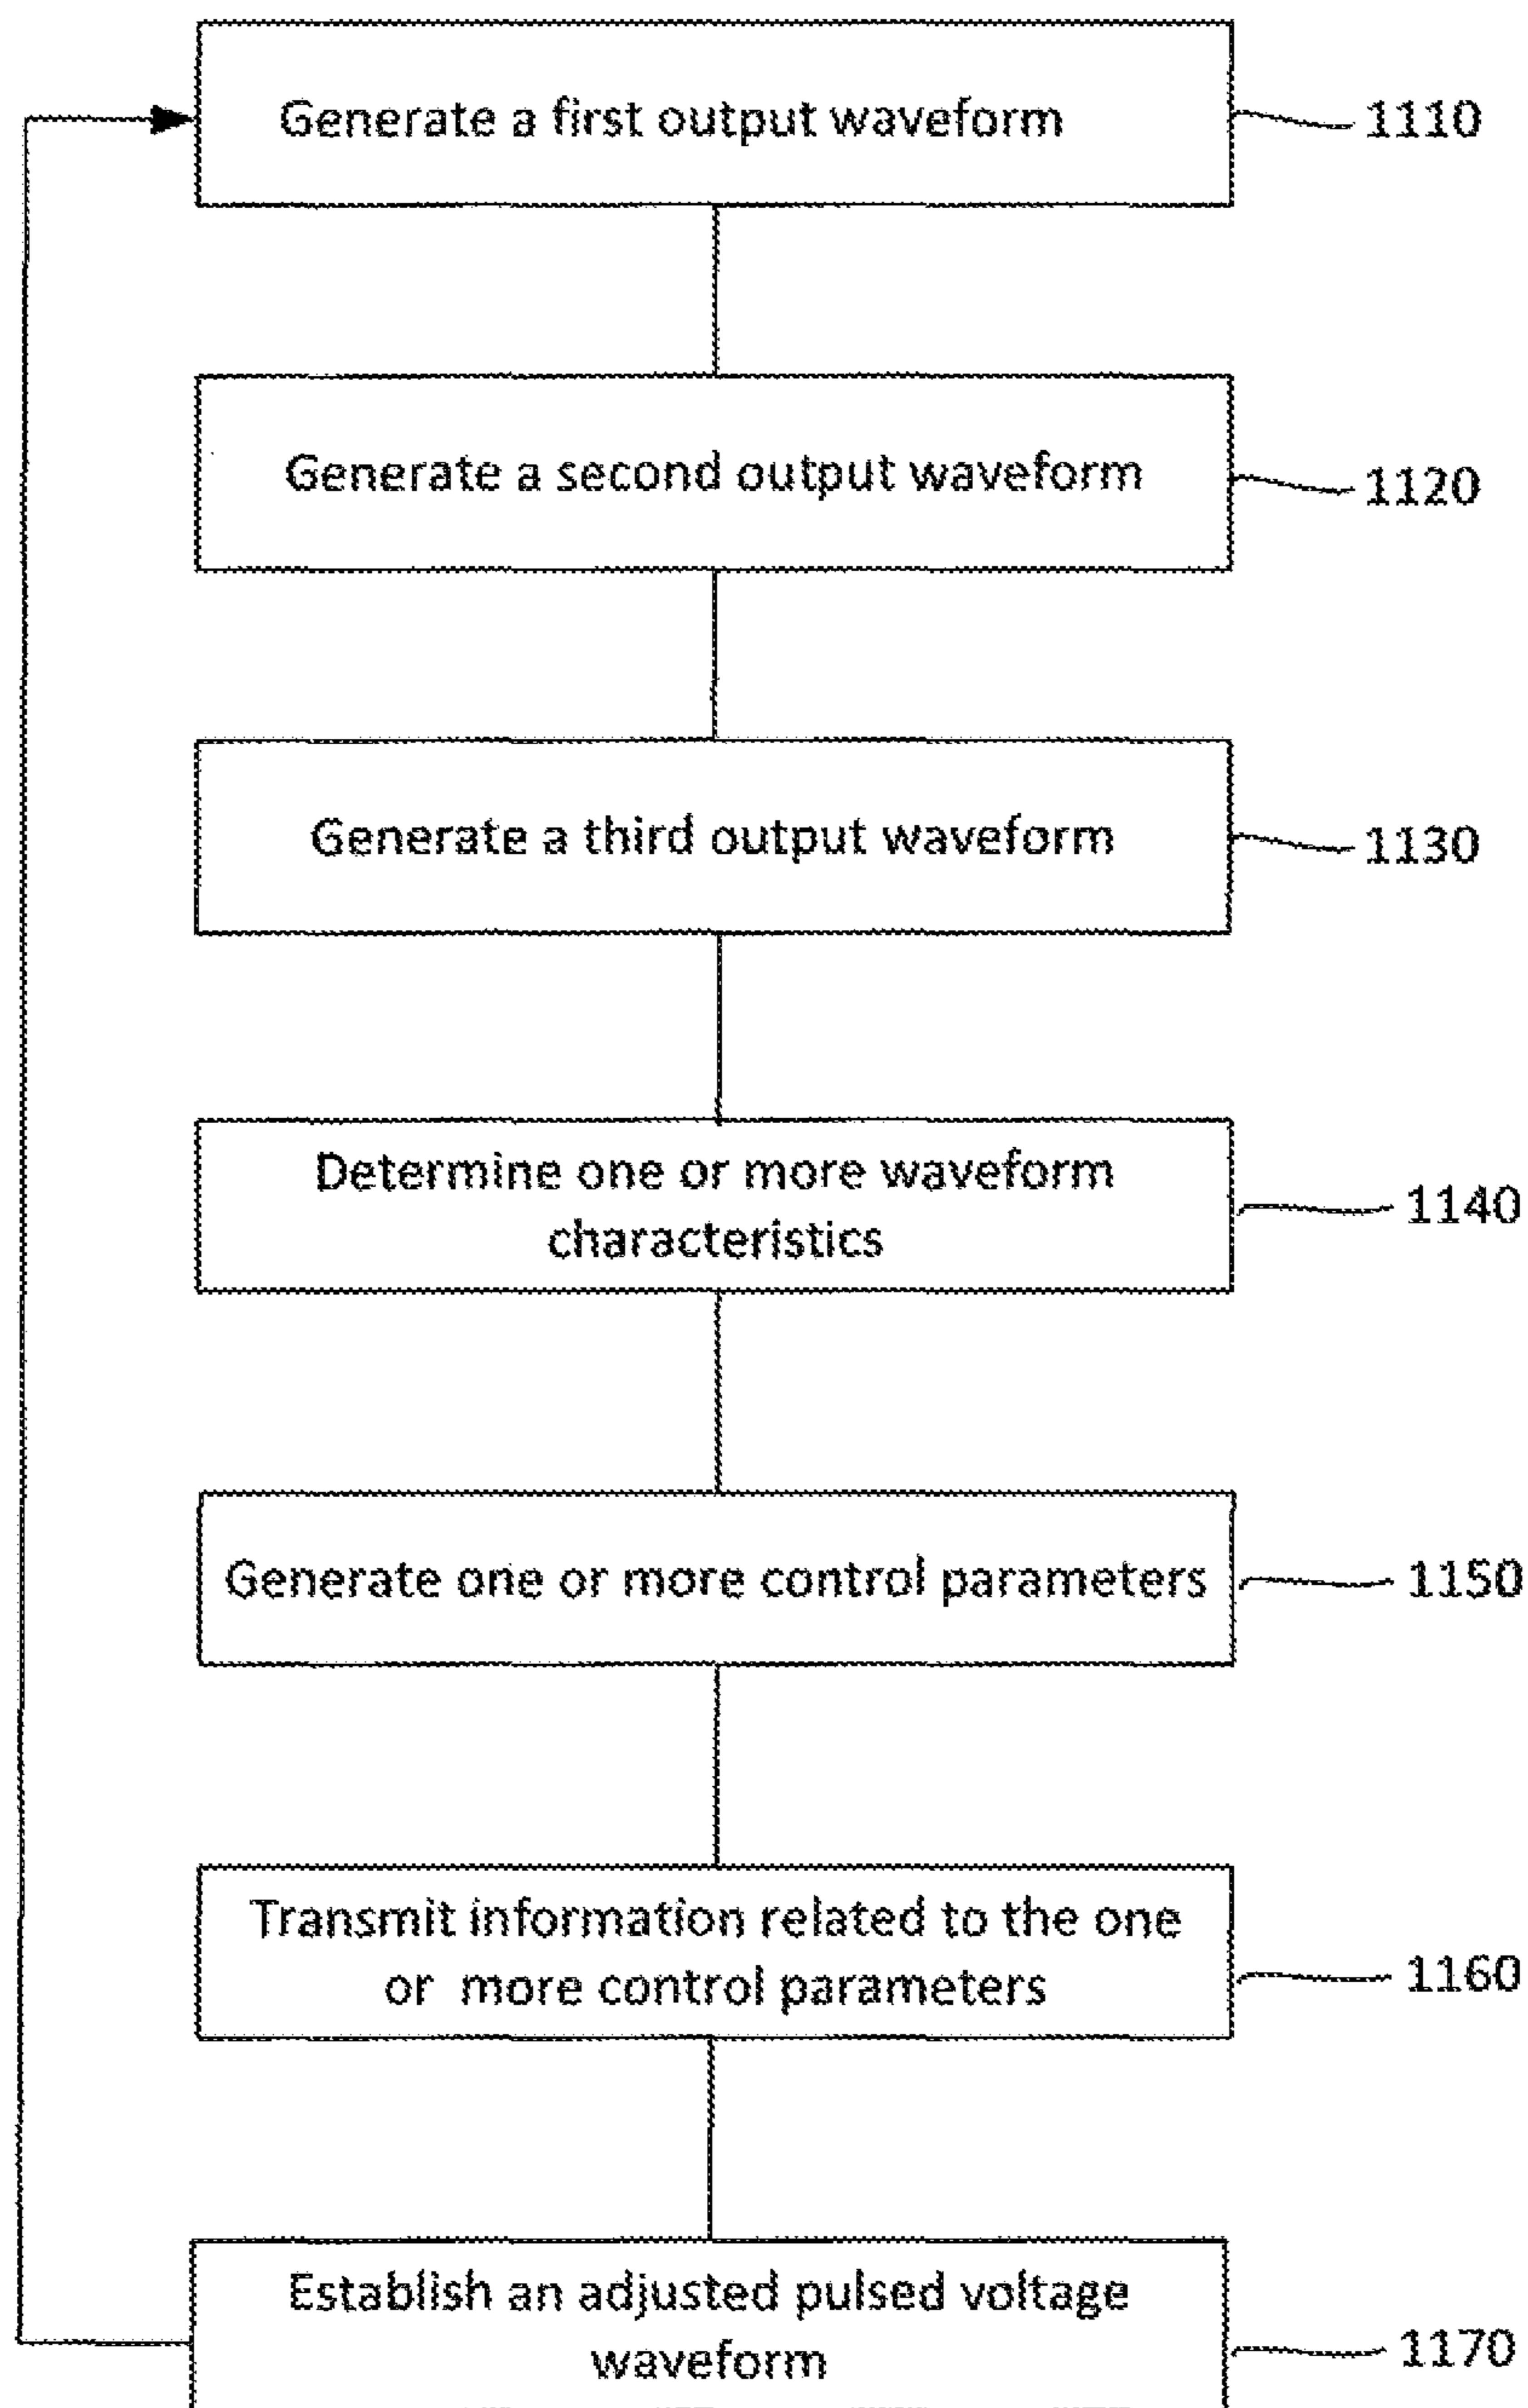 Generate a first output waveform
1110
Generate a second output waveform
1120
Generate a third output waveform
1130
Determine one or more waveform
characteristics
1140
Generate one or more control parameters
1150
Transmit information related to the one
or more control parameters
1160
Establish an adjusted pulsed voltage
waveform
1170